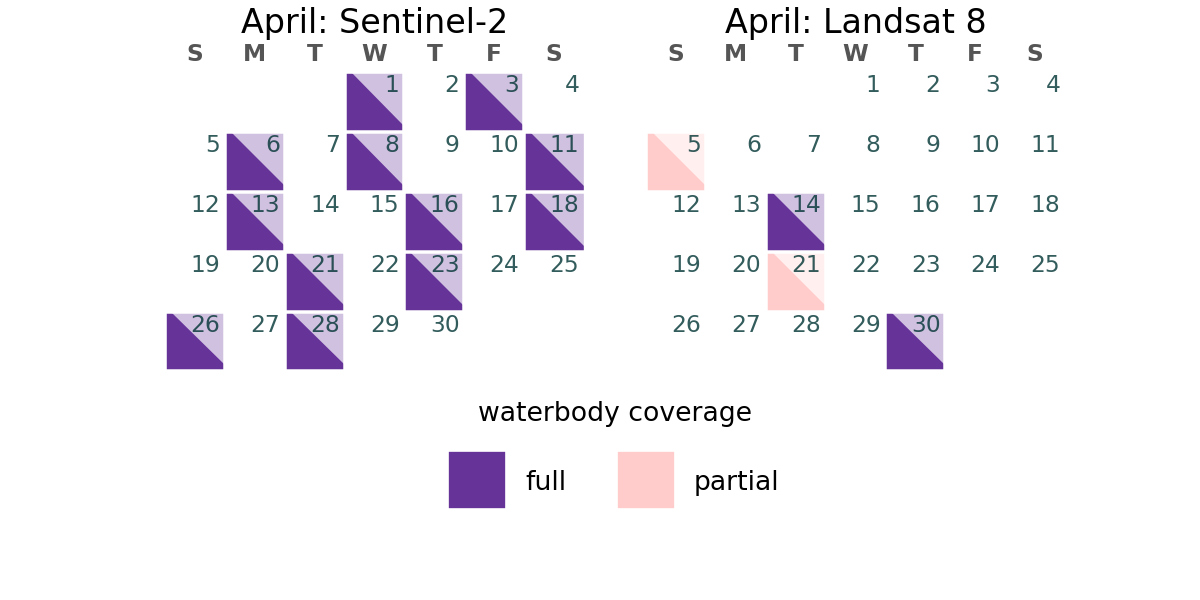 April: Sentinel-2
S M T W T F S
1 2 3 4
5 6 7 8 9 10 11
12 13 14 15 16 17 18
19 20 21 22 23 24 25
26 27 28 29 30
April: Landsat 8
S M T W T F S
1 2 3 4
5 6 7 8 9 10 11
12 13 14 15 16 17 18
19 20 21 22 23 24 25
26 27 28 29 30
waterbody coverage
full partial